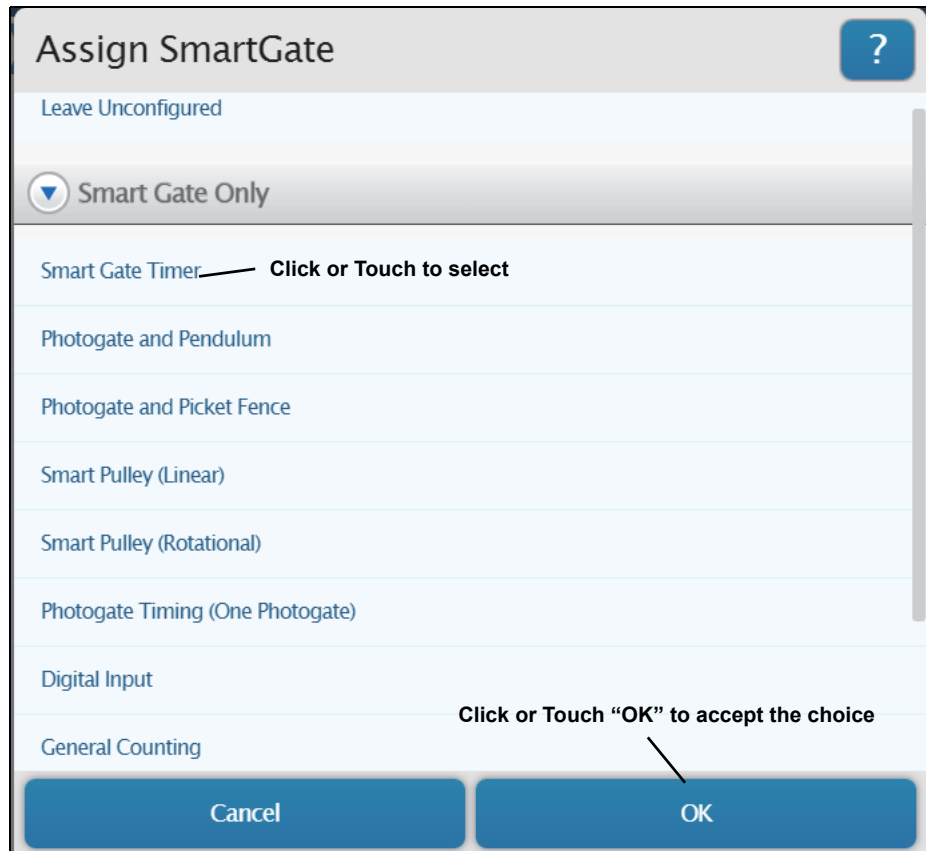 Assign SmartGate
?
Leave Unconfigured
Smart Gate Only
Smart Gate Timer
Click or Touch to select
Photogate and Pendulum
Photogate and Picket Fence
Smart Pulley (Linear)
Smart Pulley (Rotational)
Photogate Timing (One Photogate)
Digital Input
Click or Touch “OK” to accept the choice
General Counting
Cancel
OK